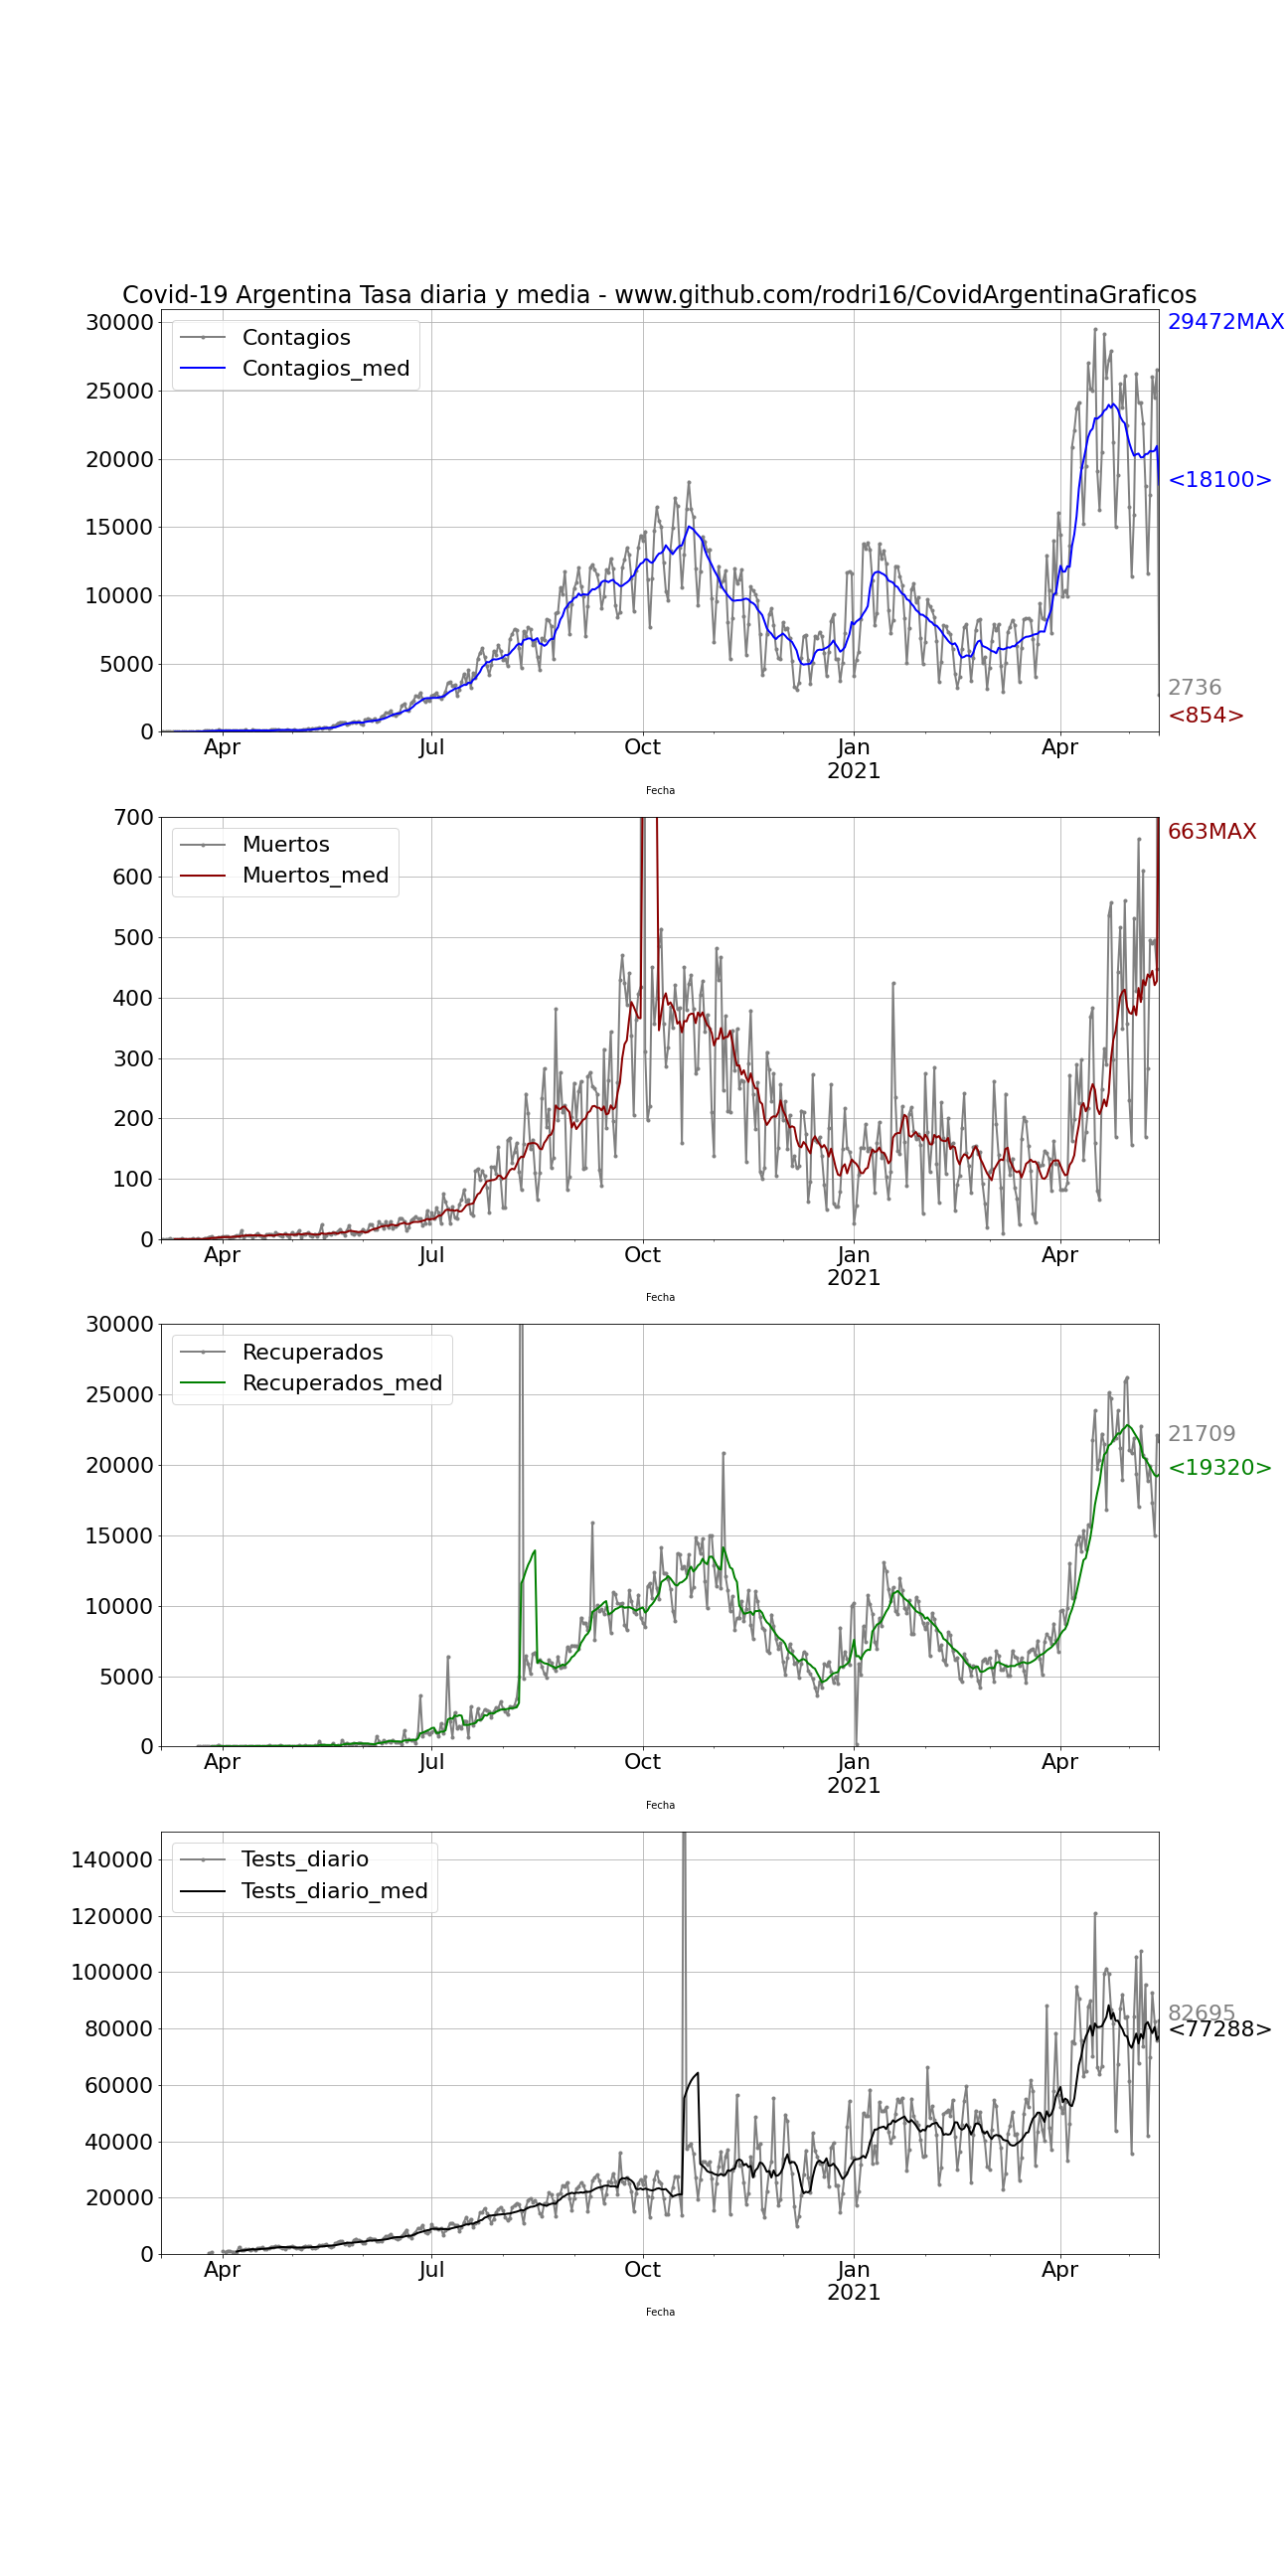 Covid-19 Argentina Tasa diaria y media - www.github.com/rodri16/CovidArgentinaGraficos
30000
25000
20000
15000
10000
5000
0
Contagios
Contagios_med
29472MAX
<18100>
2736
<854>
Apr
Jul
Oct
Jan
2021
Apr
Fecha
700
600
500
400
300
200
100
0
Muertos
Muertos_med
663MAX
Apr
Jul
Oct
Jan
2021
Apr
Fecha
30000
25000
20000
15000
10000
5000
0
Recuperados
Recuperados_med
21709
<19320>
Apr
Jul
Oct
Jan
2021
Apr
Fecha
140000
120000
100000
80000
60000
40000
20000
0
Tests_diario
Tests_diario_med
82695
<77288>
Apr
Jul
Oct
Jan
2021
Apr
Fecha